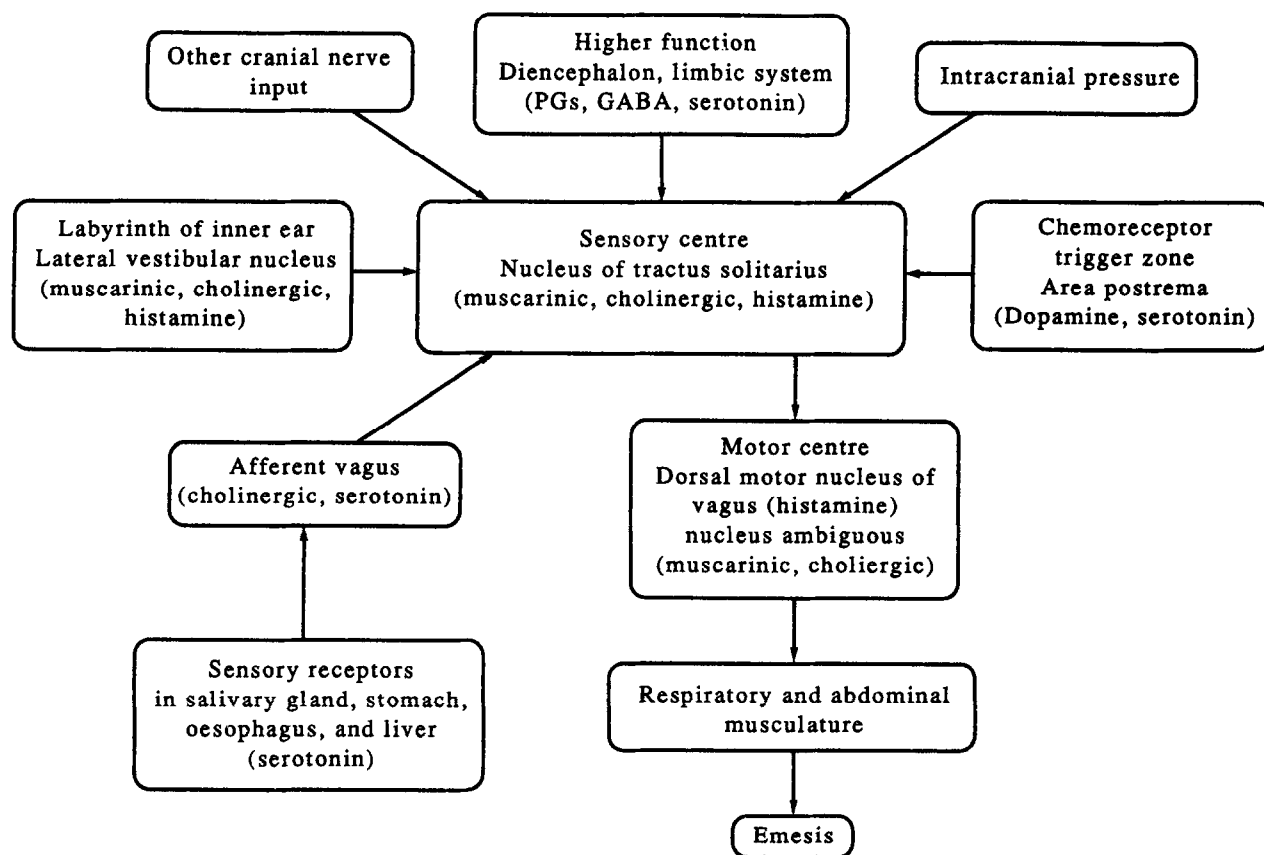 Other cranial nerve
input
Higher function
Diencephalon, limbic system
(PGs, GABA, serotonin)
Intracranial pressure
Labyrinth of inner ear
Lateral vestibular nucleus
(muscarinic, cholinergic,
histamine)
Sensory centre
Nucleus of tractus solitarius
(muscarinic, cholinergic, histamine)
Chemoreceptor
trigger zone
Area postrema
(Dopamine, serotonin)
Afferent vagus
(cholinergic, serotonin)
Motor centre
Dorsal motor nucleus of
vagus (histamine)
nucleus ambiguous
(muscarinic, choliergic)
Sensory receptors
in salivary gland, stomach,
oesophagus, and liver
(serotonin)
Respiratory and abdominal
musculature
Emesis